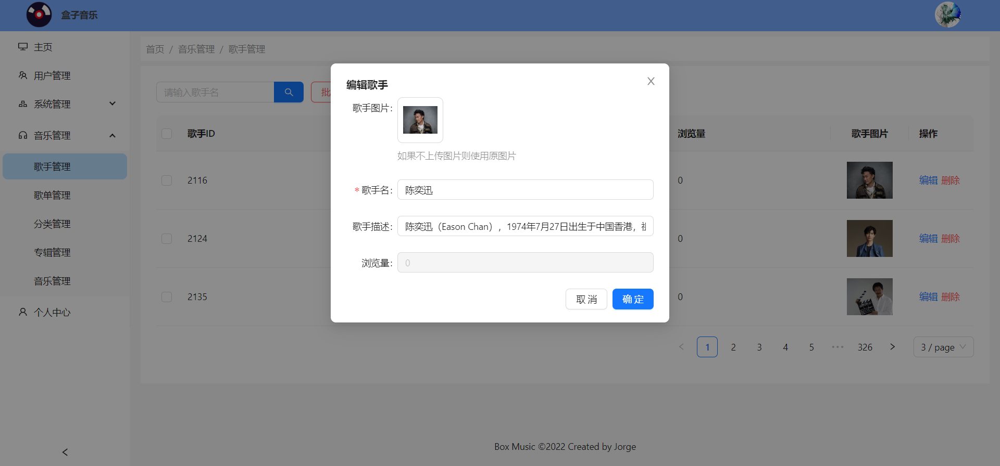 盒子音乐
主页
用户管理
系统管理
音乐管理
歌手管理
歌单管理
分类管理
专辑管理
音乐管理
个人中心
首页 / 音乐管理 / 歌手管理
请输入歌手名
批
歌手ID 浏览量 歌手图片 操作
2116 0 编辑 删除
2124 0 编辑 删除
2135 0 编辑 删除
编辑歌手
歌手图片:
如果不上传图片则使用原图片
* 歌手名: 陈奕迅
歌手描述: 陈奕迅（Eason Chan），1974年7月27日出生于中国香港，祖
浏览量: 0
取 消 确 定
1 2 3 4 5 ••• 326 3 / page
Box Music ©2022 Created by Jorge